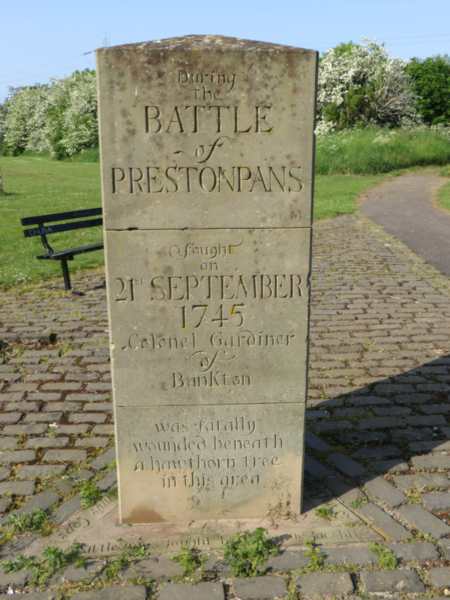 During
the
BATTLE
of
PRESTONPANS
fought
on
21ST SEPTEMBER
1745
Colonel Gardiner
of
Bankton
was fatally
wounded beneath
a hawthorn tree
in this area